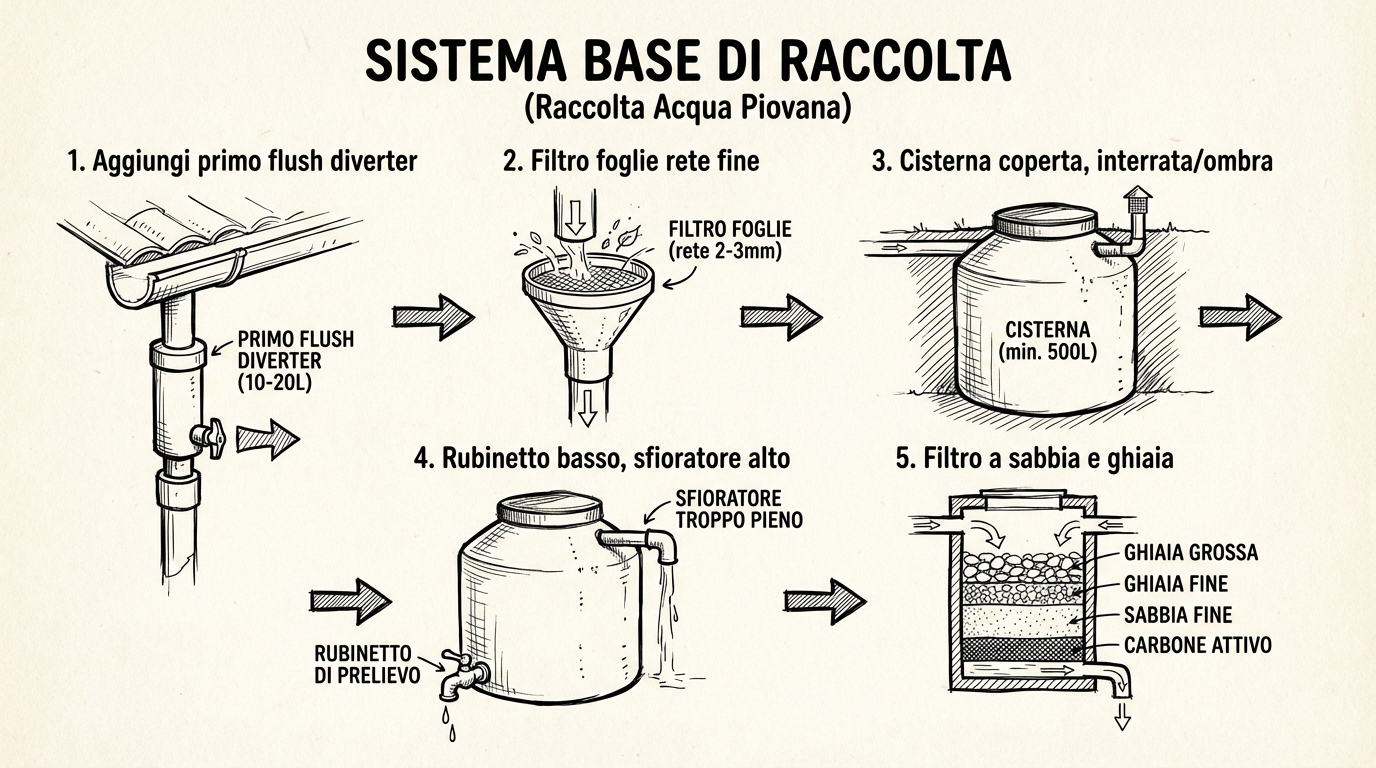 SISTEMA BASE DI RACCOLTA
(Raccolta Acqua Piovana)
1. Aggiungi primo flush diverter
PRIMO FLUSH
DIVERTER
(10-20L)
2. Filtro foglie rete fine
FILTRO FOGLIE
(rete 2-3mm)
3. Cisterna coperta, interrata/ombra
CISTERNA
(min. 500L)
4. Rubinetto basso, sfioratore alto
SFIORATORE
TROPPO PIENO
RUBINETTO
DI PRELIEVO
5. Filtro a sabbia e ghiaia
GHIAIA GROSSA
GHIAIA FINE
SABBIA FINE
CARBONE ATTIVO